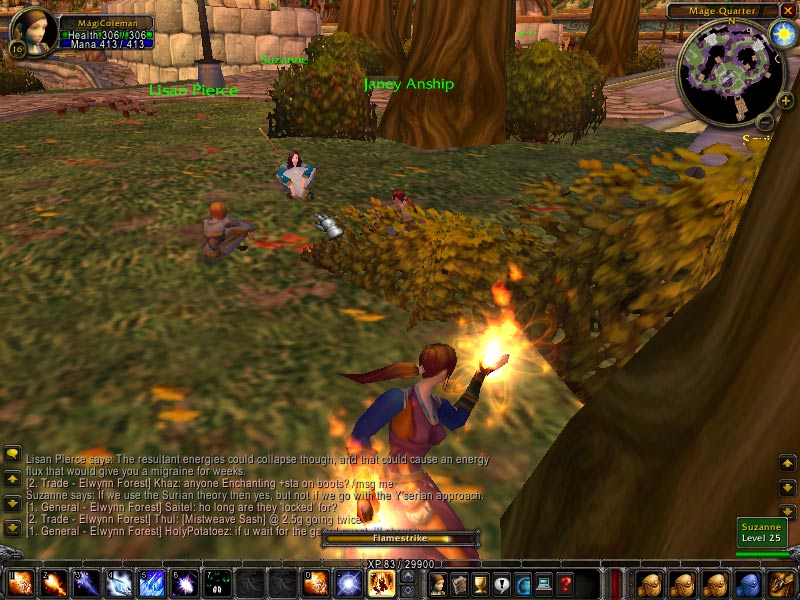 MagiColeman
Health 306 / 306
Mana 413 / 413
16
Mage Quarter
N
Suzanne
Lisan Pierce
Janey Anship
Lisan Pierce says: The resultant energies could collapse though, and that could cause an energy
flux that would give you a migraine for weeks.
[2. Trade - Elwynn Forest] Khaz: anyone Enchanting +sta on boots? /msg me
Suzanne says: If we use the Surian theory then yes, but not if we go with the Y'serian approach.
[1. General - Elwynn Forest] Saitel: ho long are they locked for?
[2. Trade - Elwynn Forest] Thul: [Mistweave Sash] @ 2.5g going twice
[1. General - Elwynn Forest] HolyPotatoez: if u wait for the
Flamestrike
Suzanne
Level 25
XP 83 / 29900